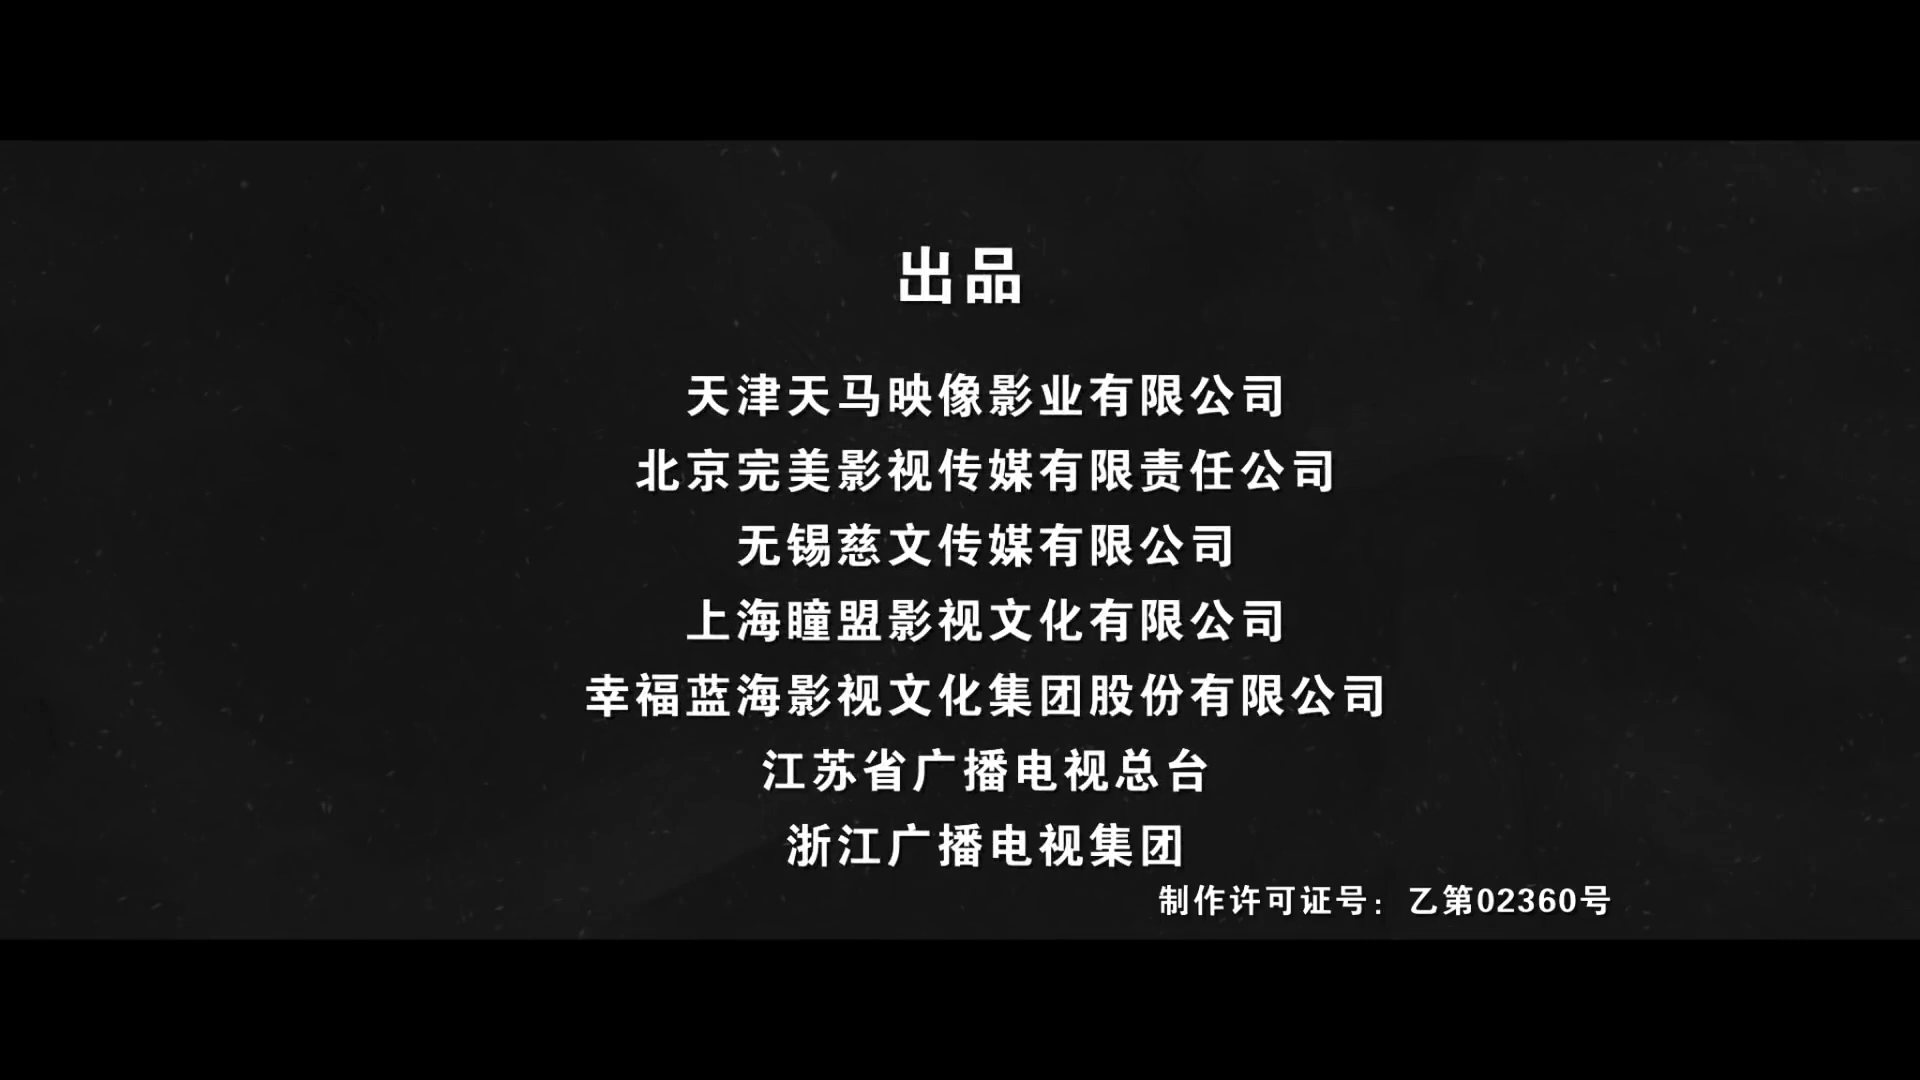 出品
天津天马映像影业有限公司
北京完美影视传媒有限责任公司
无锡慈文传媒有限公司
上海瞳盟影视文化有限公司
幸福蓝海影视文化集团股份有限公司
江苏省广播电视总台
浙江广播电视集团
制作许可证号：乙第02360号